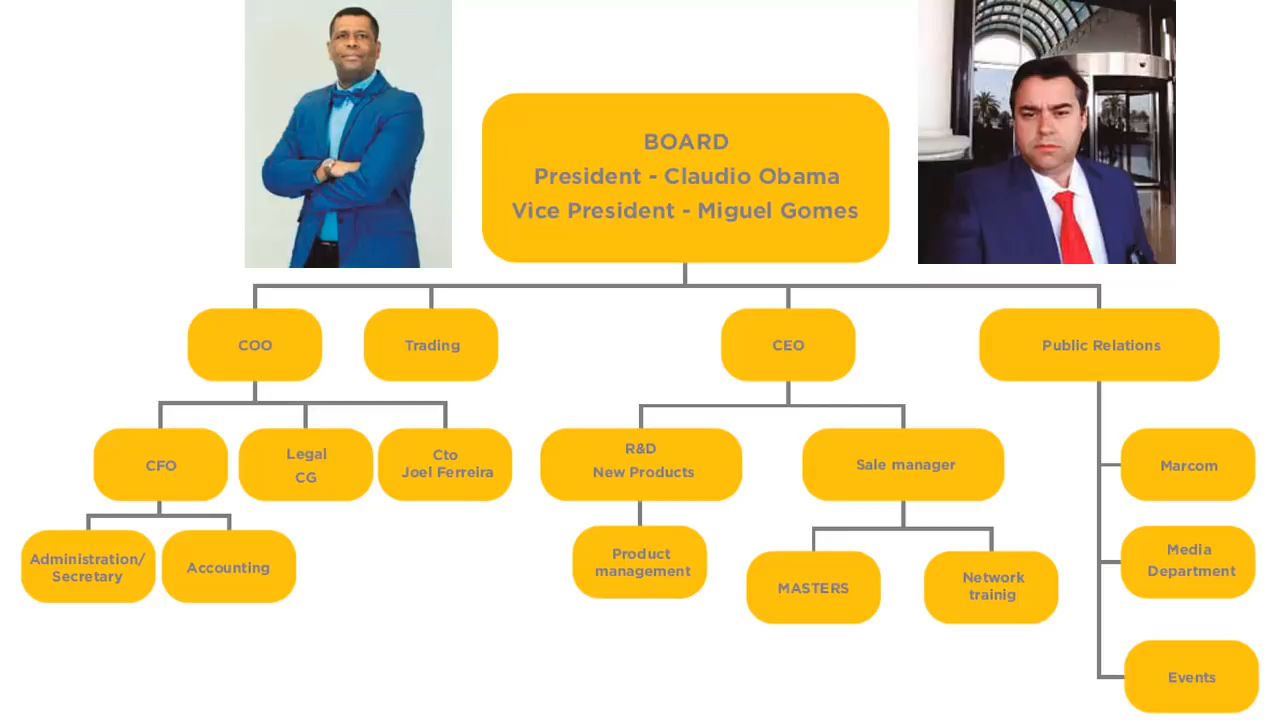 BOARD
President - Claudio Obama
Vice President - Miguel Gomes
COO
Trading
CEO
Public Relations
CFO
Legal
CG
Cto
Joel Ferreira
R&D
New Products
Sale manager
Marcom
Administration/
Secretary
Accounting
Product
management
MASTERS
Network
trainig
Media
Department
Events